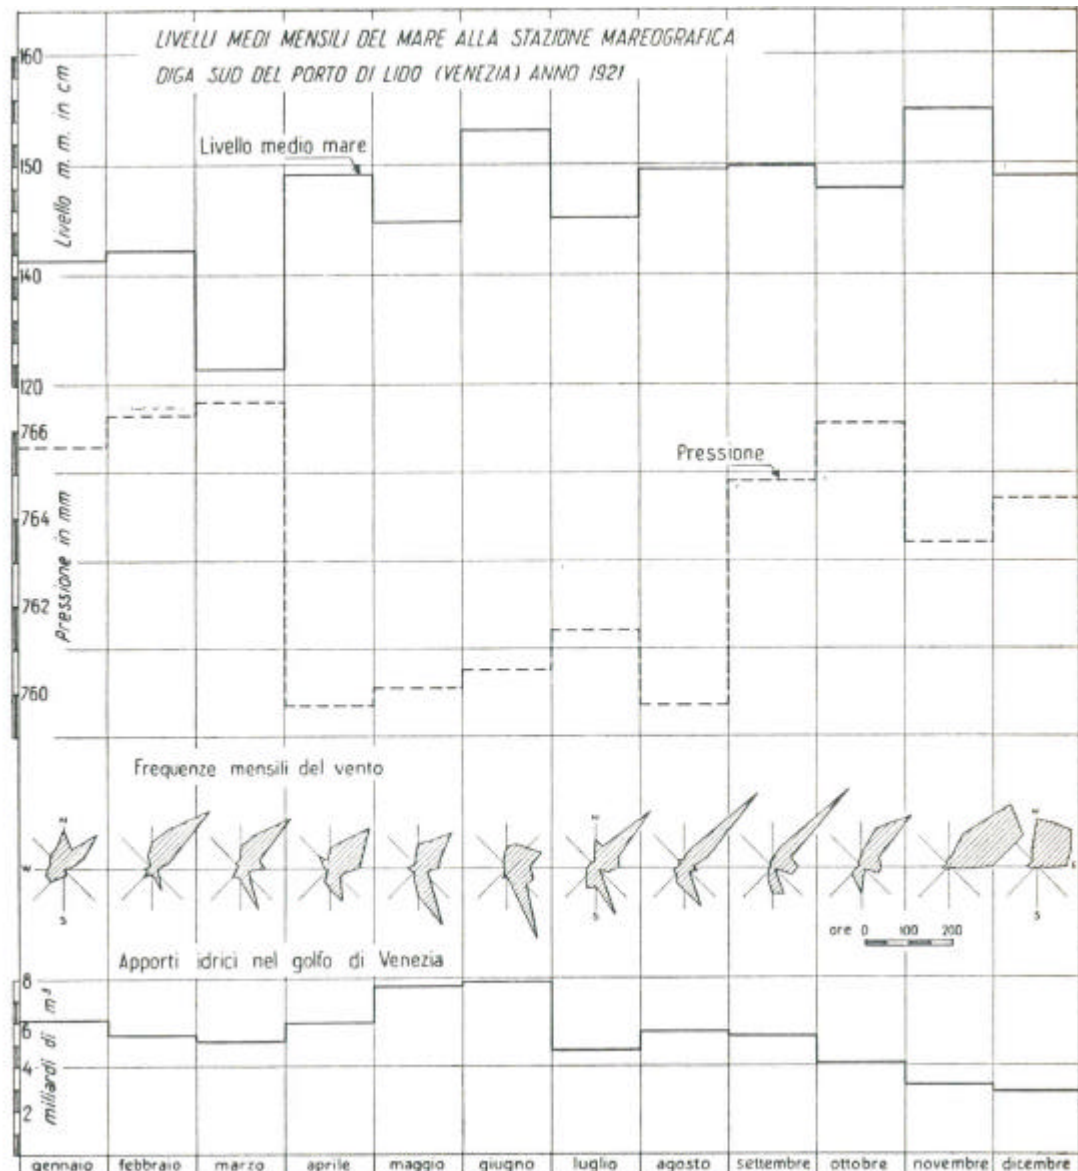 LIVELLI MEDI MENSILI DEL MARE ALLA STAZIONE MAREOGRAFICA
DIGA SUD DEL PORTO DI LIDO (VENEZIA) ANNO 1921
Livello m. m. in cm
160
150
140
120
Livello medio mare
Pressione in mm
766
764
762
760
Pressione
Frequenze mensili del vento
N
W
S
N
S
N
E
S
ore 0 100 200
Apporti idrici nel golfo di Venezia
miliardi di m³
8
6
4
2
gennaio febbraio marzo aprile maggio giugno luglio agosto settembre ottobre novembre dicembre